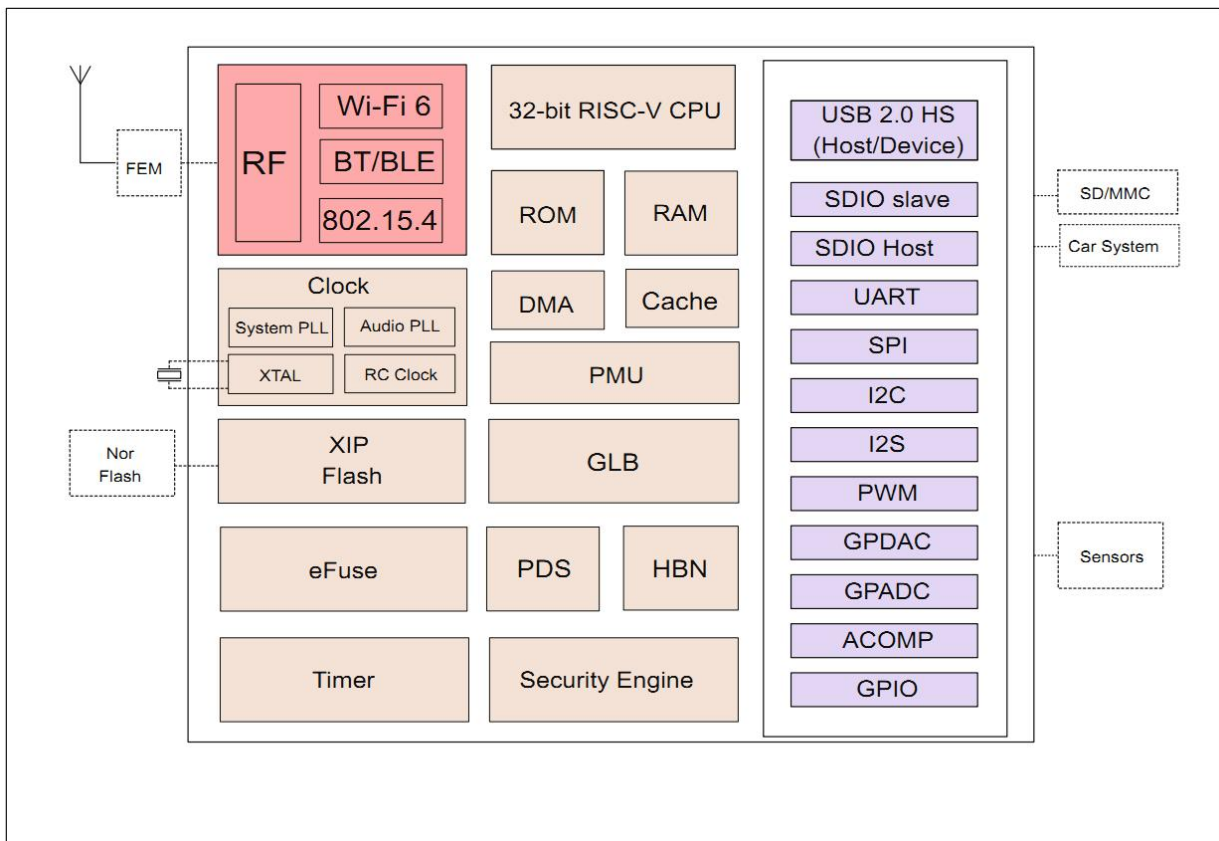 FEM
RF
Wi-Fi 6
BT/BLE
802.15.4
Clock
System PLL
Audio PLL
XTAL
RC Clock
Nor
Flash
XIP
Flash
eFuse
Timer
32-bit RISC-V CPU
ROM
RAM
DMA
Cache
PMU
GLB
PDS
HBN
Security Engine
USB 2.0 HS
(Host/Device)
SDIO slave
SDIO Host
UART
SPI
I2C
I2S
PWM
GPDAC
GPADC
ACOMP
GPIO
SD/MMC
Car System
Sensors